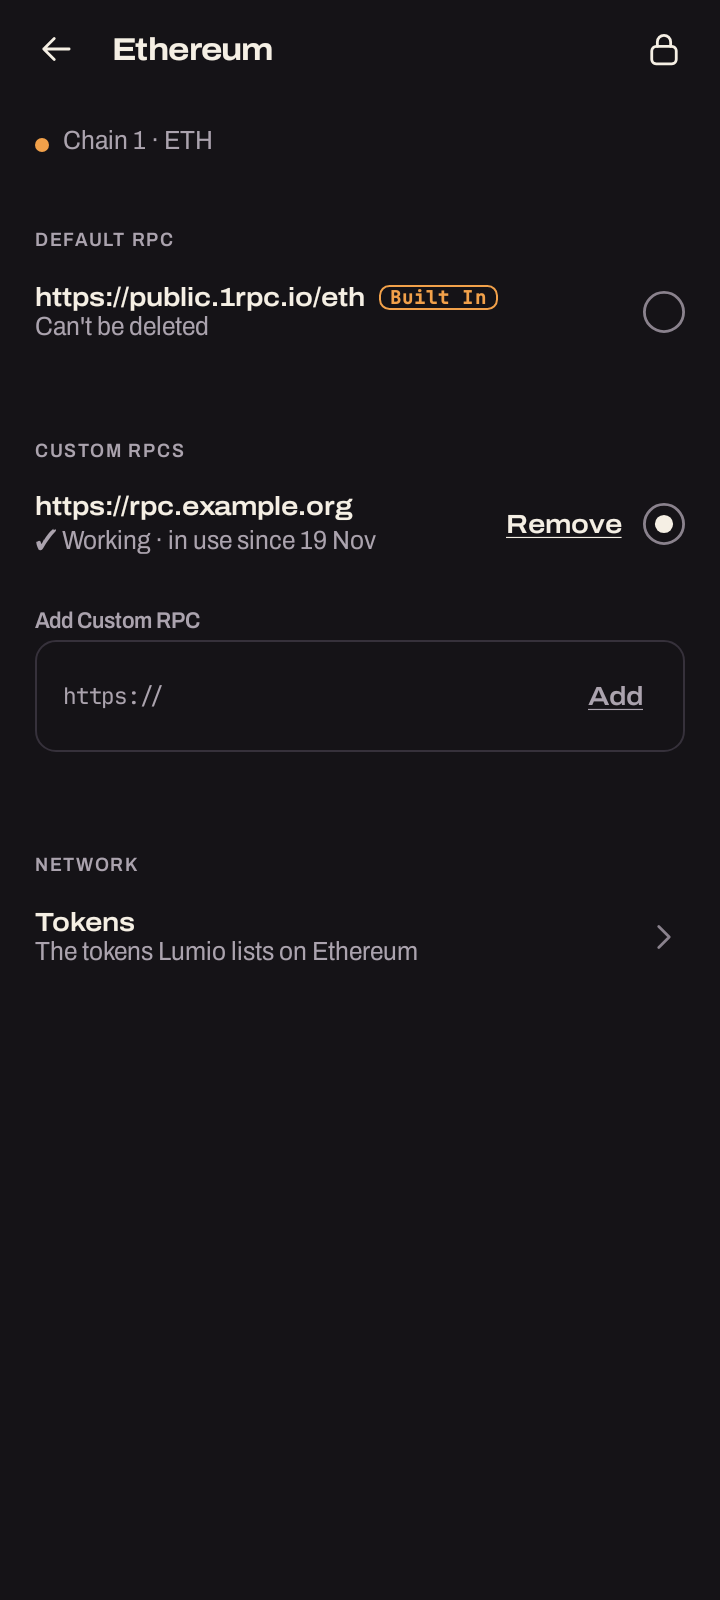 Ethereum
Chain 1 · ETH
DEFAULT RPC
https://public.1rpc.io/eth Built In
Can't be deleted
CUSTOM RPCS
https://rpc.example.org
✓ Working · in use since 19 Nov
Remove
Add Custom RPC
https://
Add
NETWORK
Tokens
The tokens Lumio lists on Ethereum